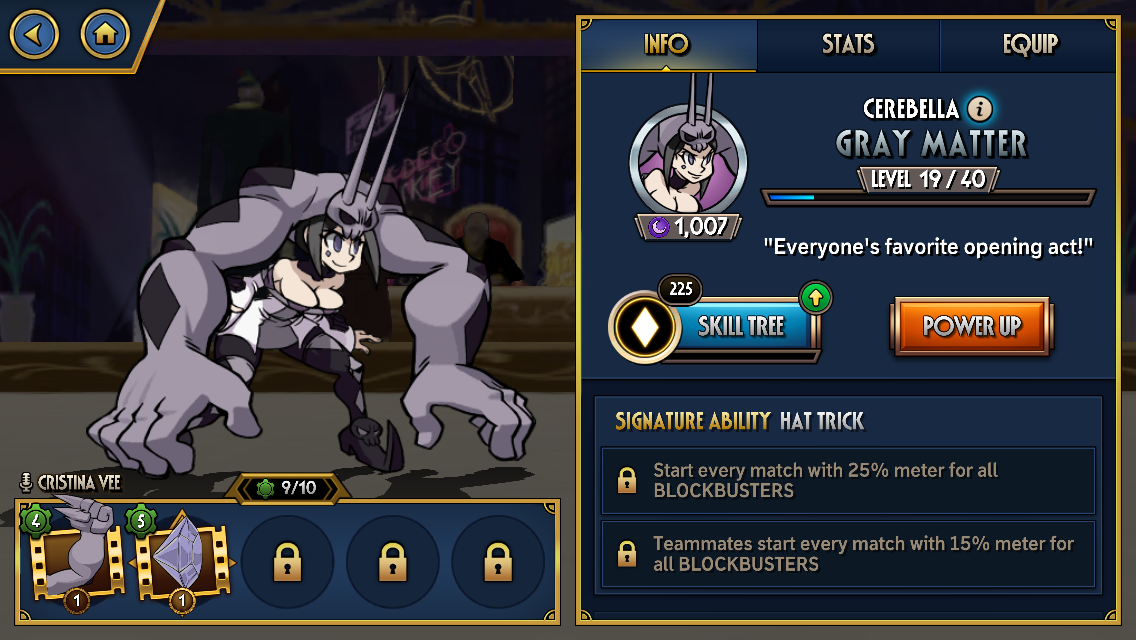 INFO
STATS
EQUIP
CEREBELLA i
GRAY MATTER
LEVEL 19 / 40
1,007
"Everyone's favorite opening act!"
225
SKILL TREE
POWER UP
SIGNATURE ABILITY HAT TRICK
Start every match with 25% meter for all
BLOCKBUSTERS
Teammates start every match with 15% meter for
all BLOCKBUSTERS
CRISTINA VEE
9/10
4
5
1
1